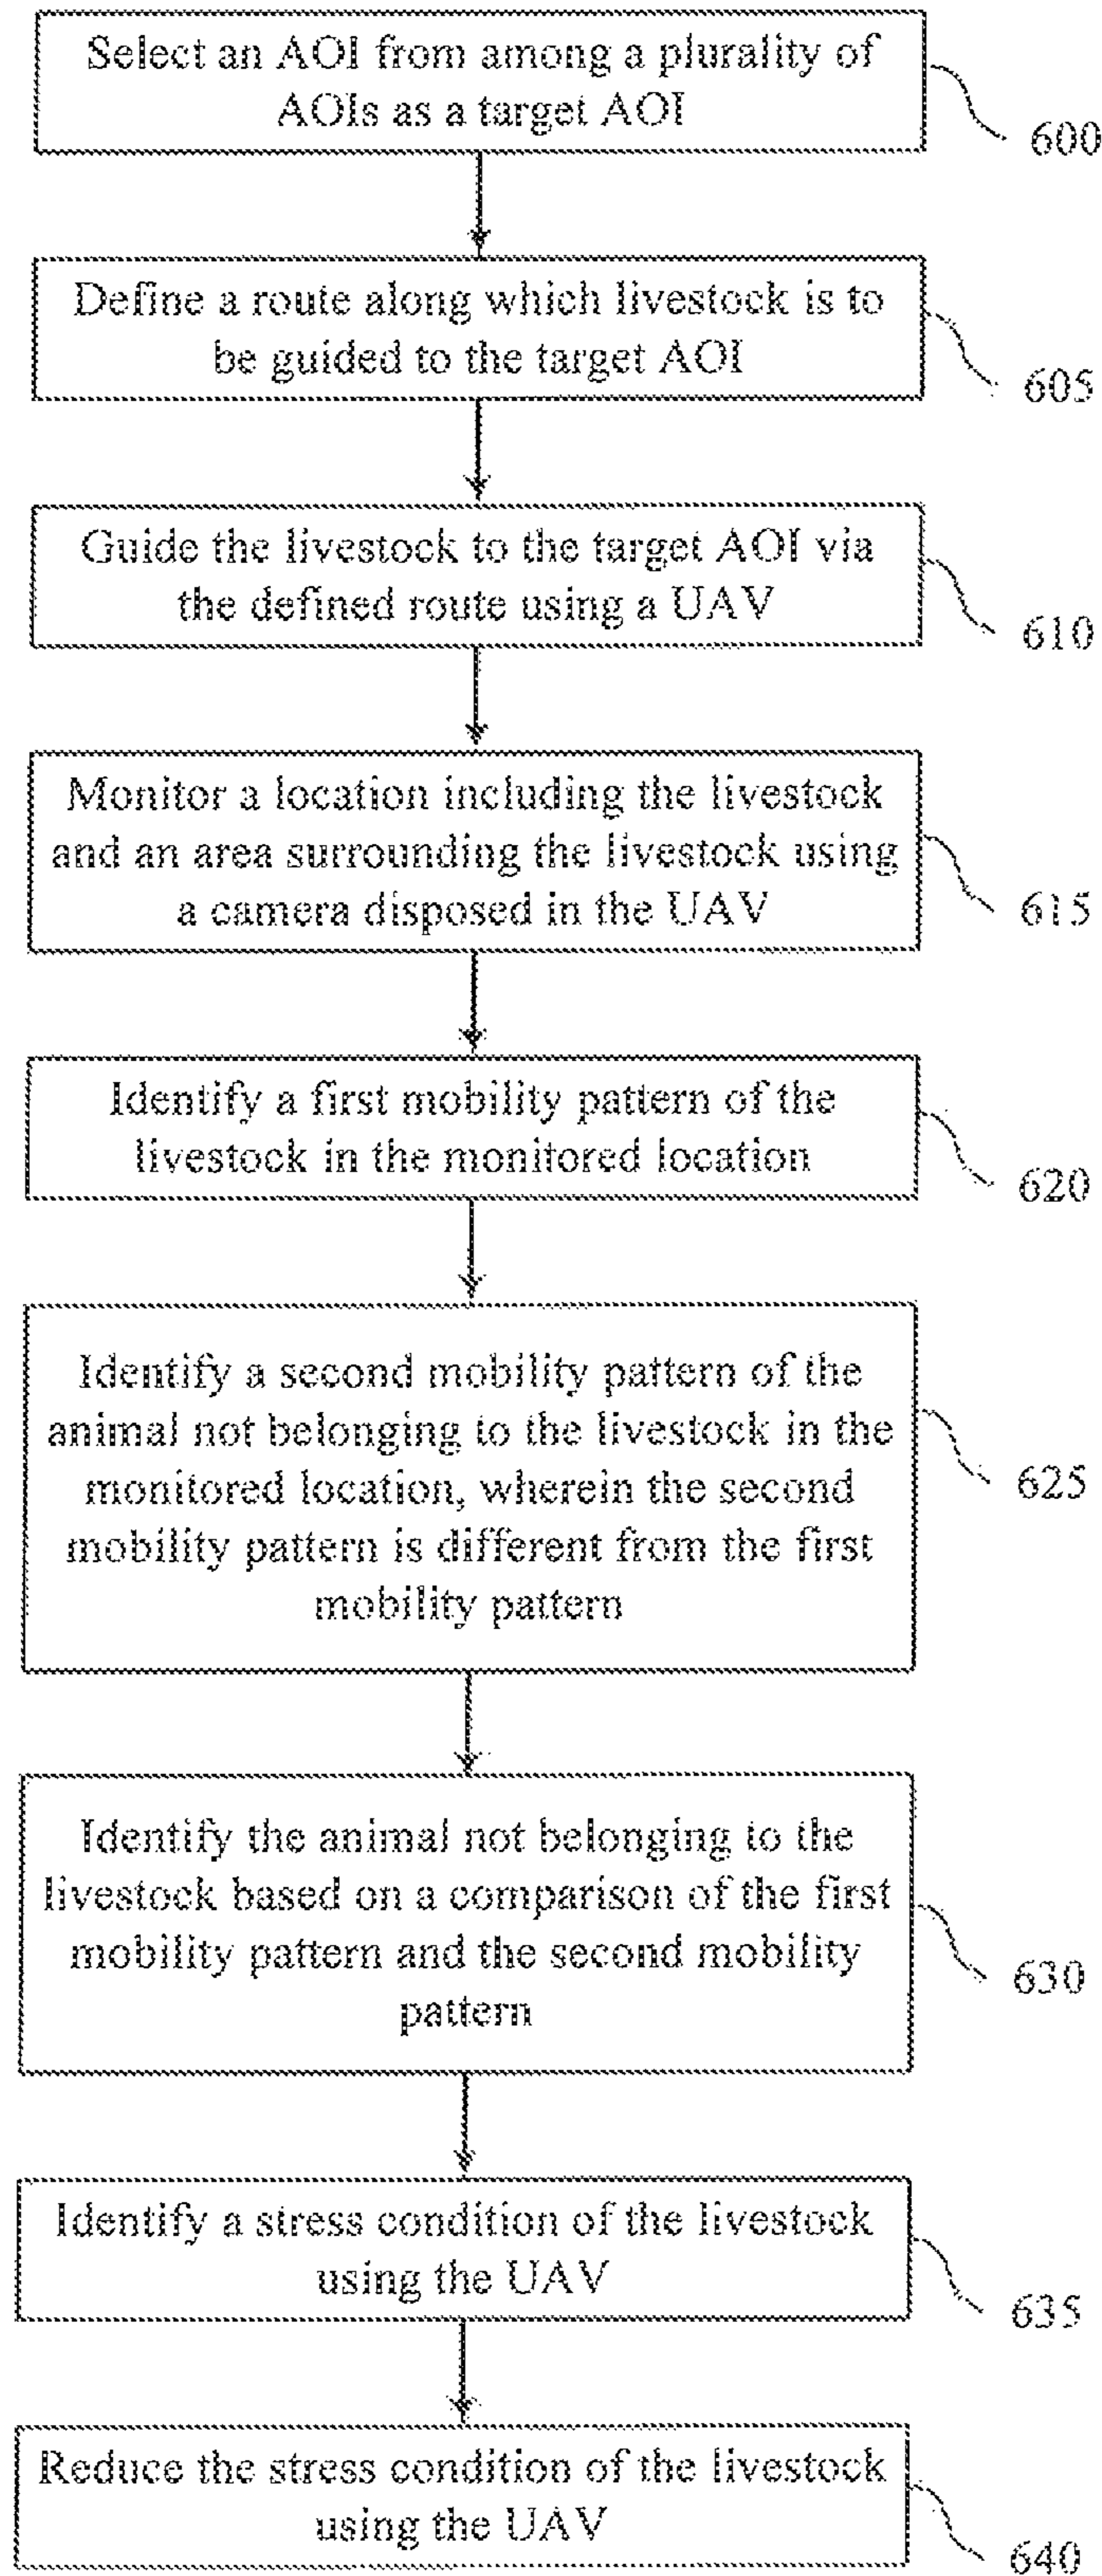 Select an AOI from among a plurality of
AOIs as a target AOI
600
Define a route along which livestock is to
be guided to the target AOI
605
Guide the livestock to the target AOI via
the defined route using a UAV
610
Monitor a location including the livestock
and an area surrounding the livestock using
a camera disposed in the UAV
615
Identify a first mobility pattern of the
livestock in the monitored location
620
Identify a second mobility pattern of the
animal not belonging to the livestock in the
monitored location, wherein the second
mobility pattern is different from the first
mobility pattern
625
Identify the animal not belonging to the
livestock based on a comparison of the first
mobility pattern and the second mobility
pattern
630
Identify a stress condition of the livestock
using the UAV
635
Reduce the stress condition of the livestock
using the UAV
640